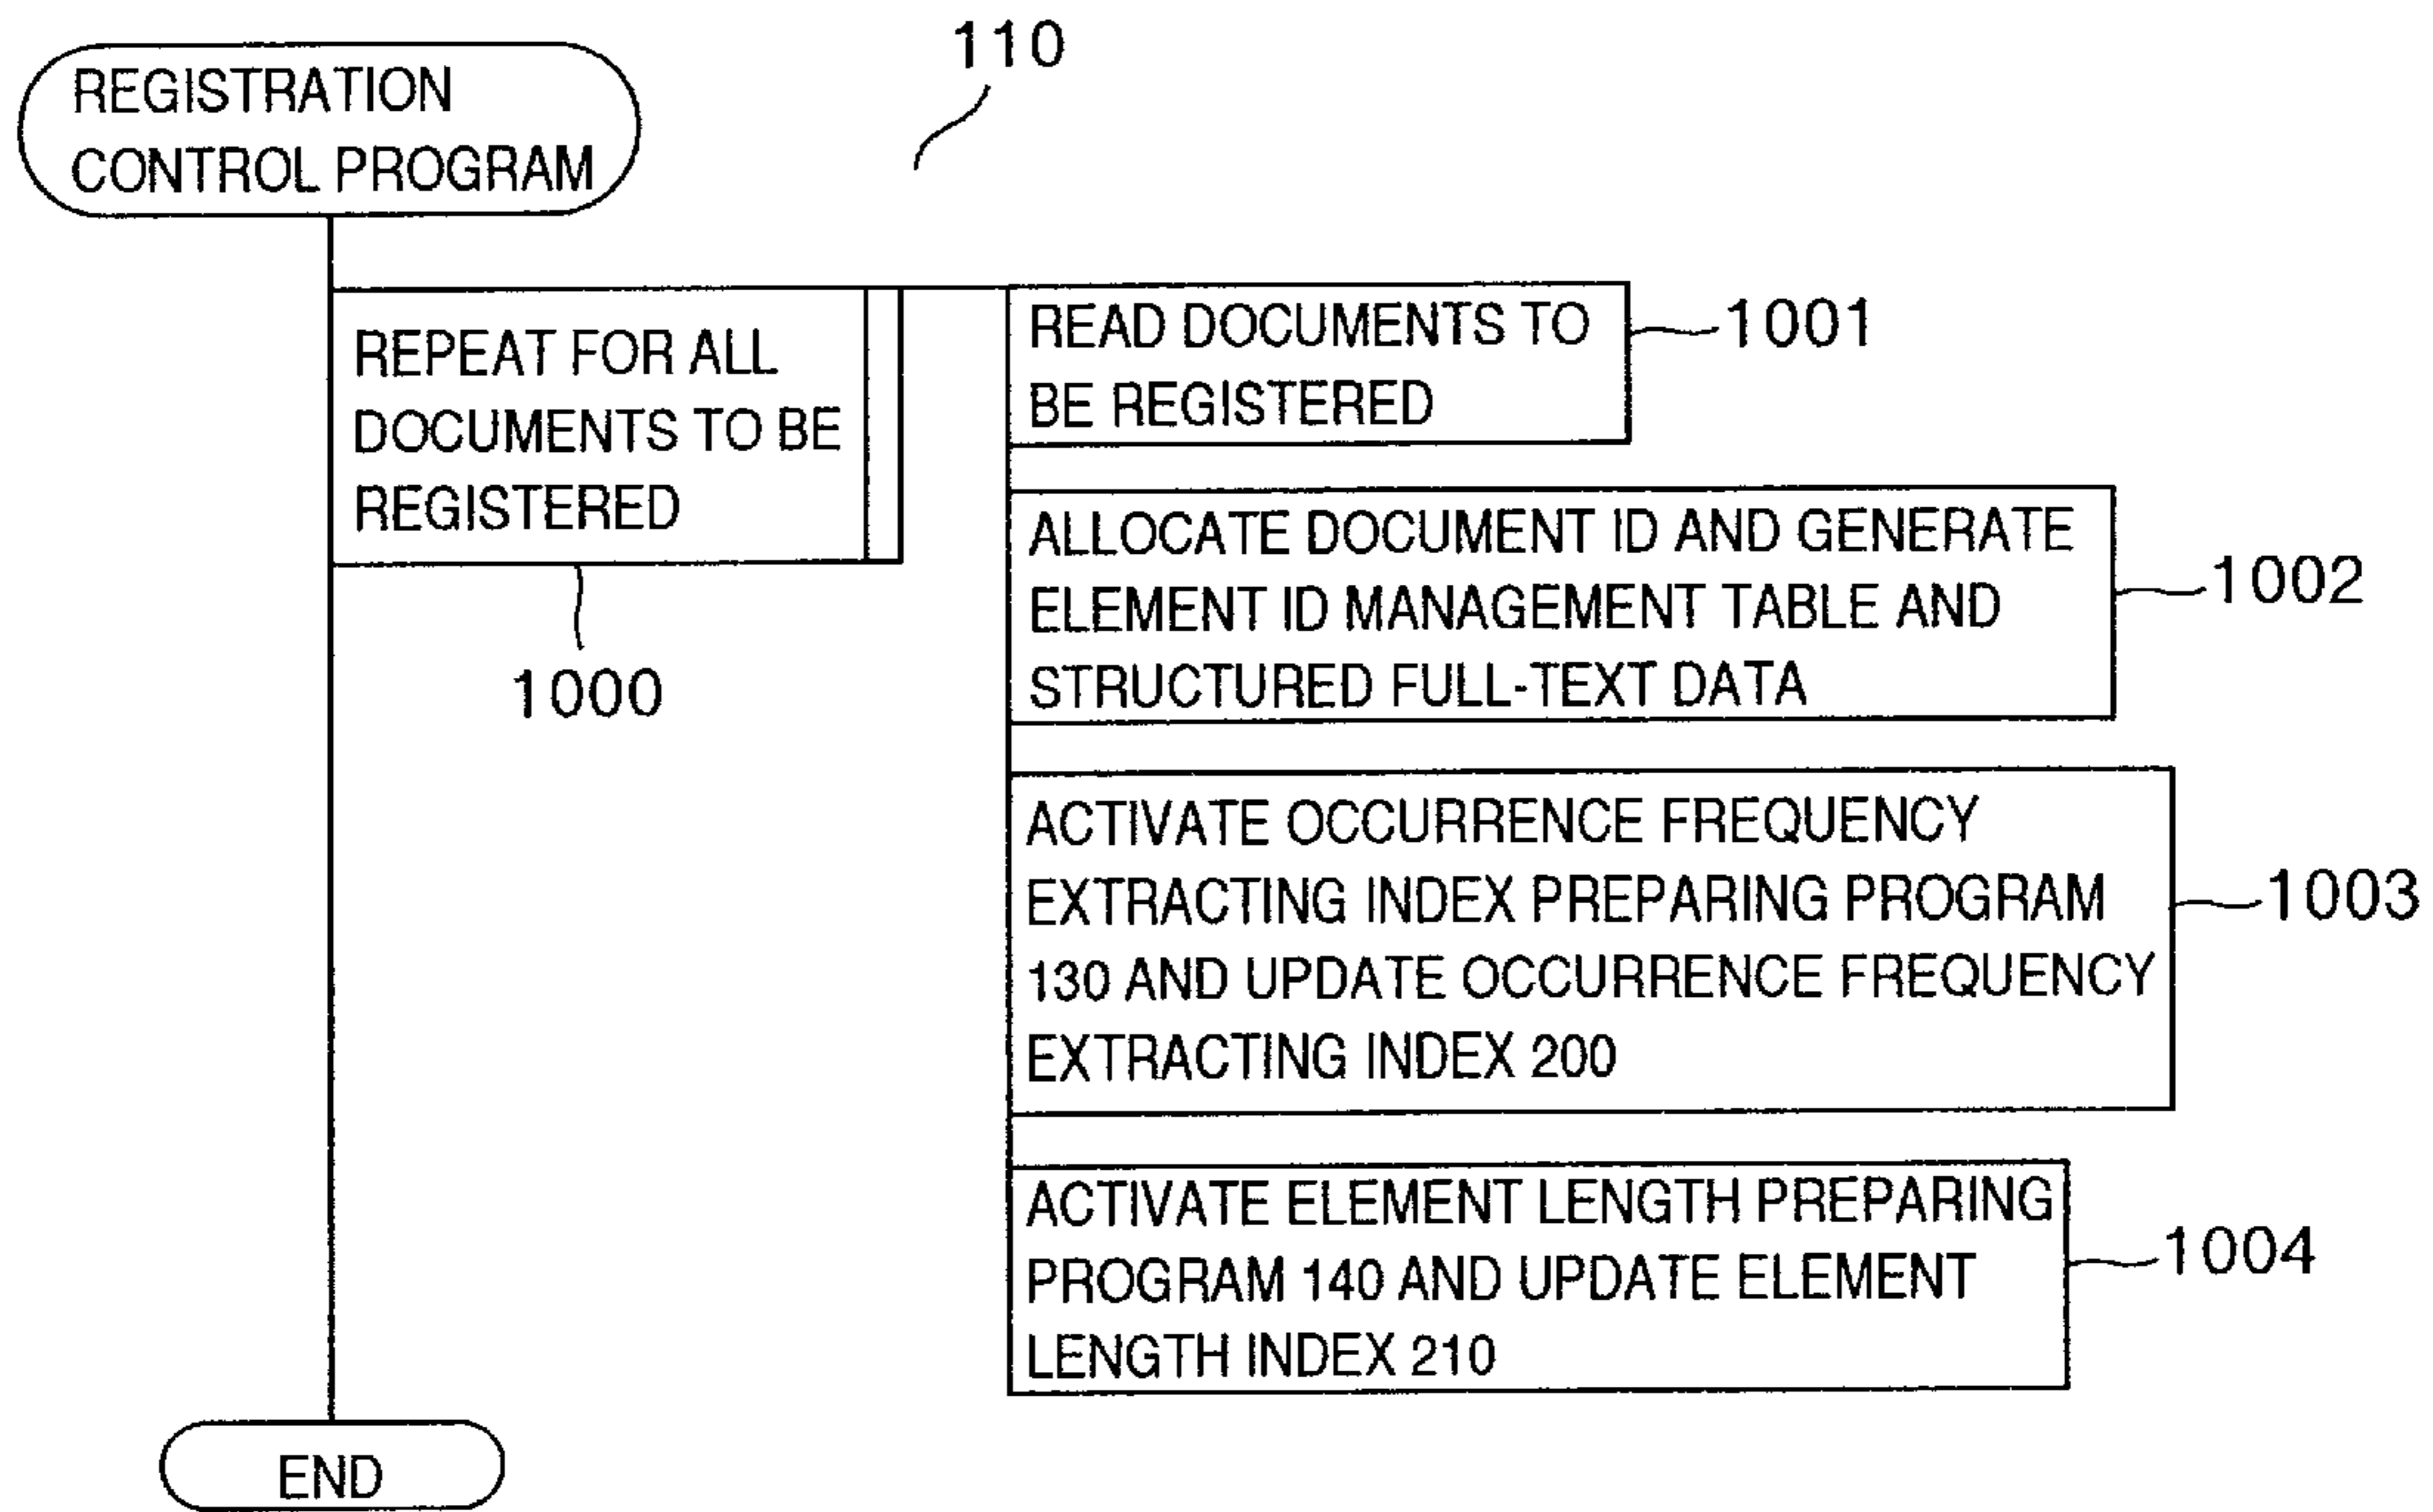 110
REGISTRATION
CONTROL PROGRAM
REPEAT FOR ALL
DOCUMENTS TO BE
REGISTERED
1000
READ DOCUMENTS TO
BE REGISTERED
1001
ALLOCATE DOCUMENT ID AND GENERATE
ELEMENT ID MANAGEMENT TABLE AND
STRUCTURED FULL-TEXT DATA
1002
ACTIVATE OCCURRENCE FREQUENCY
EXTRACTING INDEX PREPARING PROGRAM
130 AND UPDATE OCCURRENCE FREQUENCY
EXTRACTING INDEX 200
1003
ACTIVATE ELEMENT LENGTH PREPARING
PROGRAM 140 AND UPDATE ELEMENT
LENGTH INDEX 210
1004
END